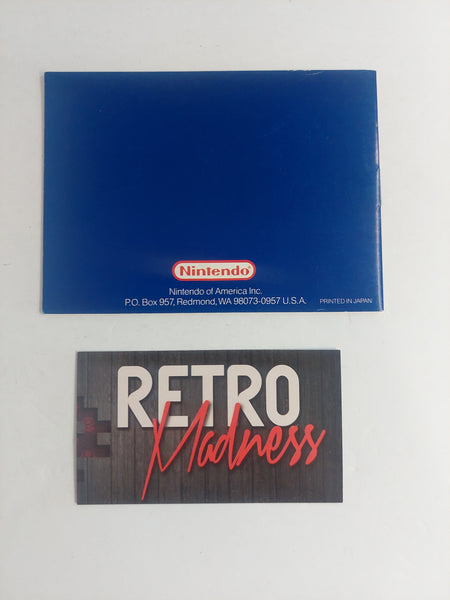 Nintendo
Nintendo of America Inc.
P.O. Box 957, Redmond, WA 98073-0957 U.S.A. PRINTED IN JAPAN
RETRO
Madness